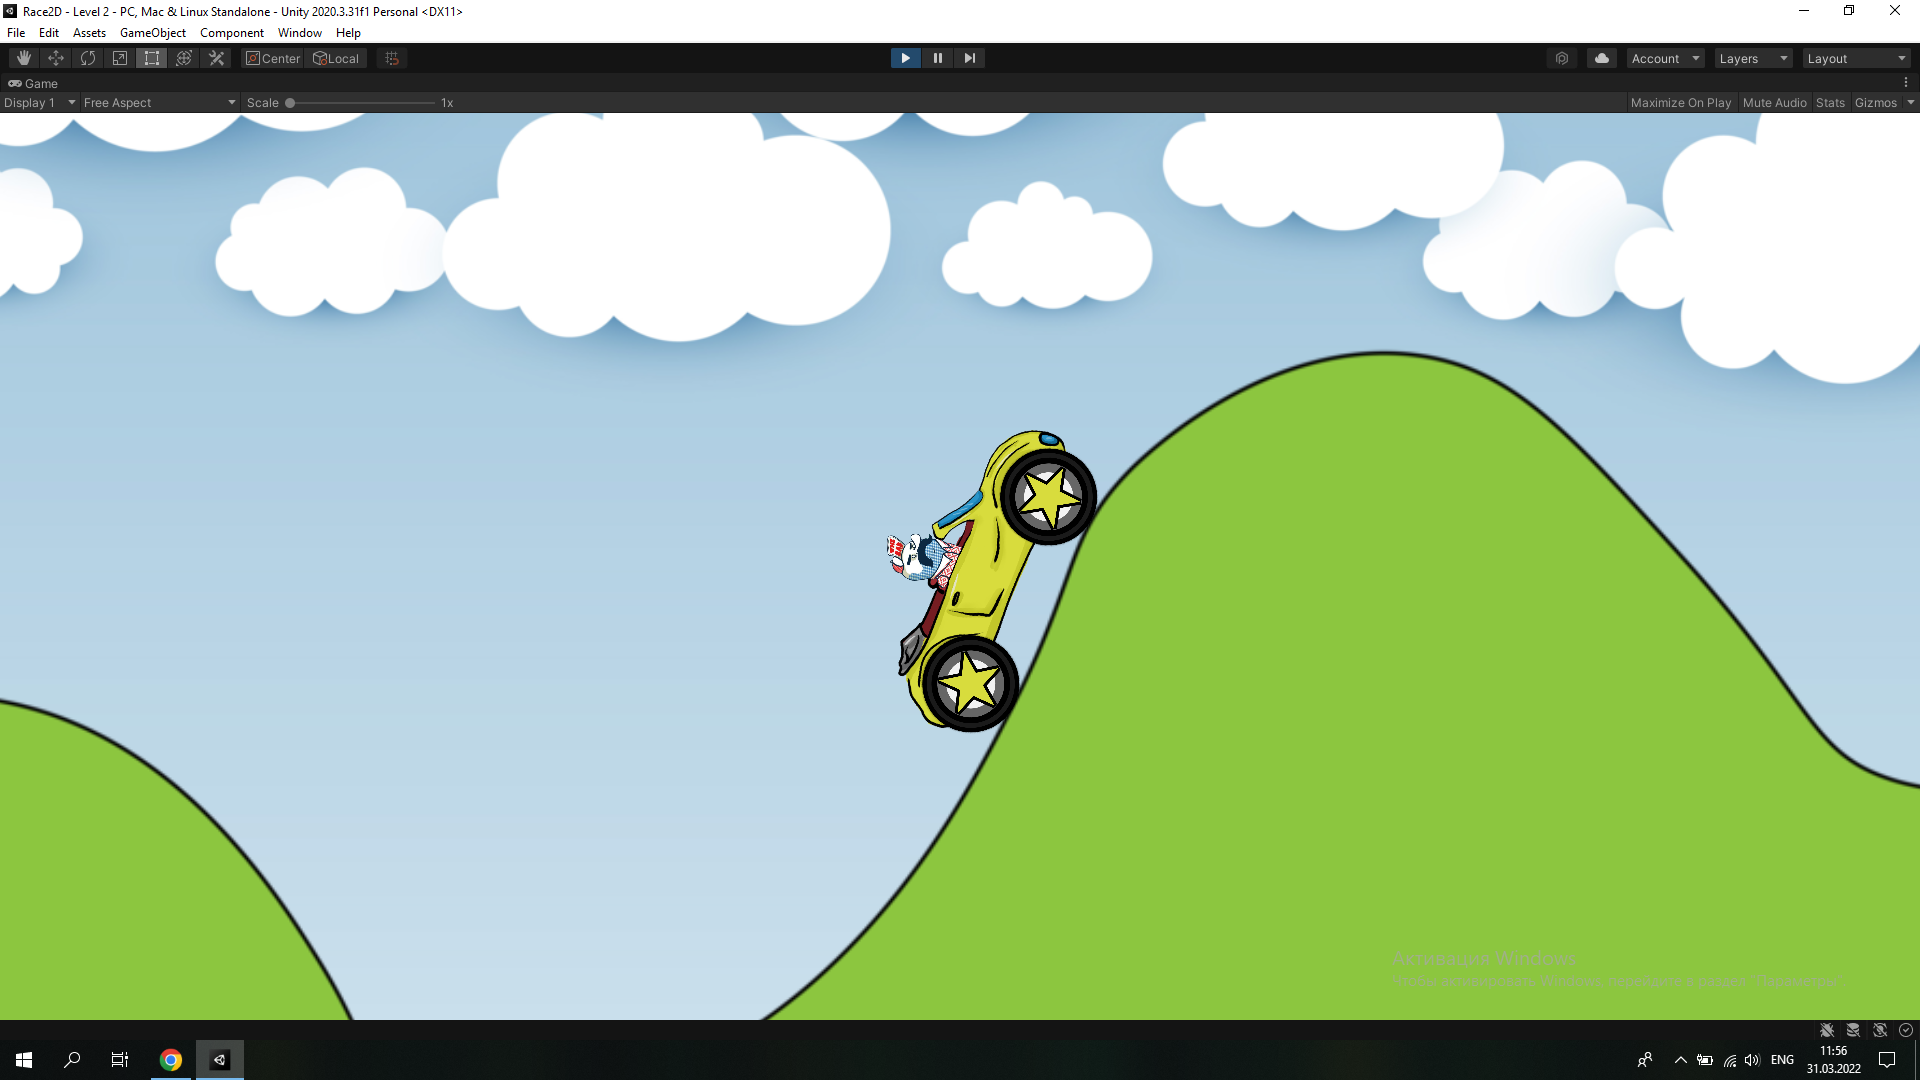 Race2D - Level 2 - PC, Mac & Linux Standalone - Unity 2020.3.31f1 Personal <DX11>
File Edit Assets GameObject Component Window Help
Center Local Account Layers Layout
Game
Display 1 Free Aspect Scale 1x Maximize On Play Mute Audio Stats Gizmos
Активация Windows
ENG
11:56
31.03.2022